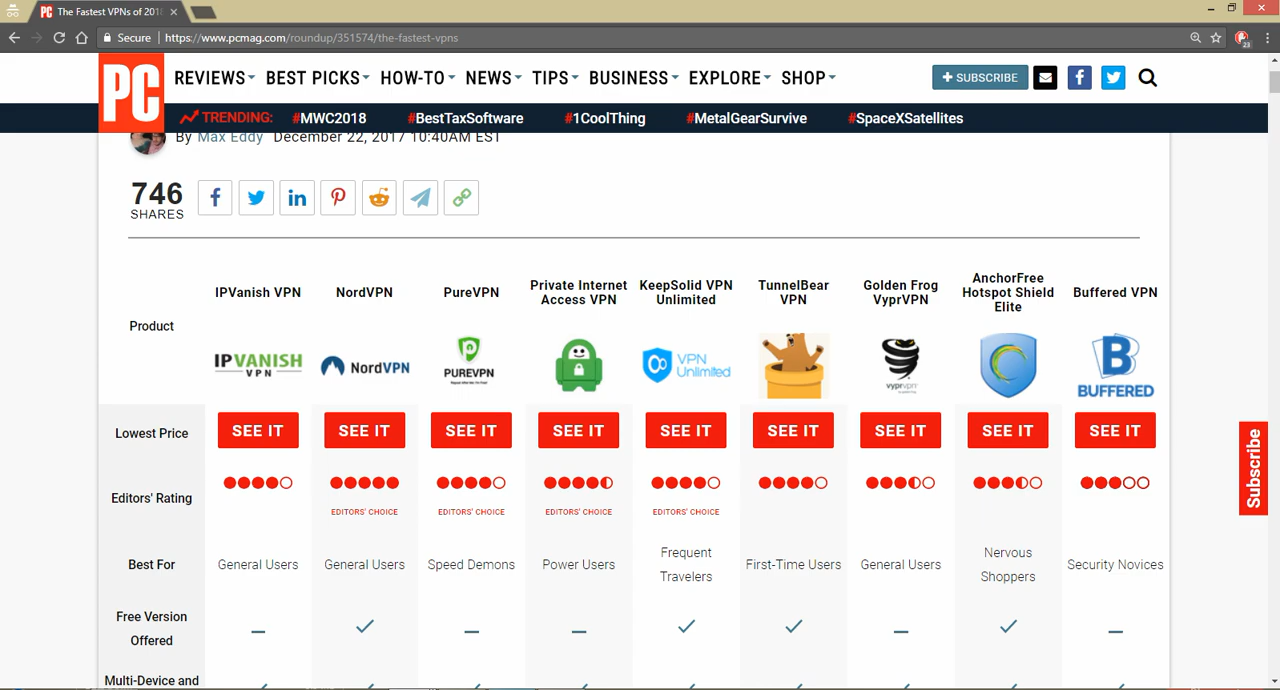 The Fastest VPNs of 201
Secure
https://www.pcmag.com/roundup/351574/the-fastest-vpns
23
PC
REVIEWS BEST PICKS HOW-TO NEWS TIPS BUSINESS EXPLORE SHOP
+ SUBSCRIBE
TRENDING: #MWC2018 #BestTaxSoftware #1CoolThing #MetalGearSurvive #SpaceXSatellites
By Max Eddy December 22, 2017 10:40AM EST
746
SHARES
Product
IPVanish VPN
NordVPN
PureVPN
Private Internet
Access VPN
KeepSolid VPN
Unlimited
TunnelBear
VPN
Golden Frog
VyprVPN
AnchorFree
Hotspot Shield
Elite
Buffered VPN
IPVANISH
VPN
NordVPN
PUREVPN
VPN
Unlimited
vyprvpn
BUFFERED
Lowest Price
SEE IT SEE IT SEE IT SEE IT SEE IT SEE IT SEE IT SEE IT SEE IT
Editors' Rating
EDITORS' CHOICE EDITORS' CHOICE EDITORS' CHOICE EDITORS' CHOICE
Best For
General Users
General Users
Speed Demons
Power Users
Frequent
Travelers
First-Time Users
General Users
Nervous
Shoppers
Security Novices
Free Version
Offered
Multi-Device and
Subscribe